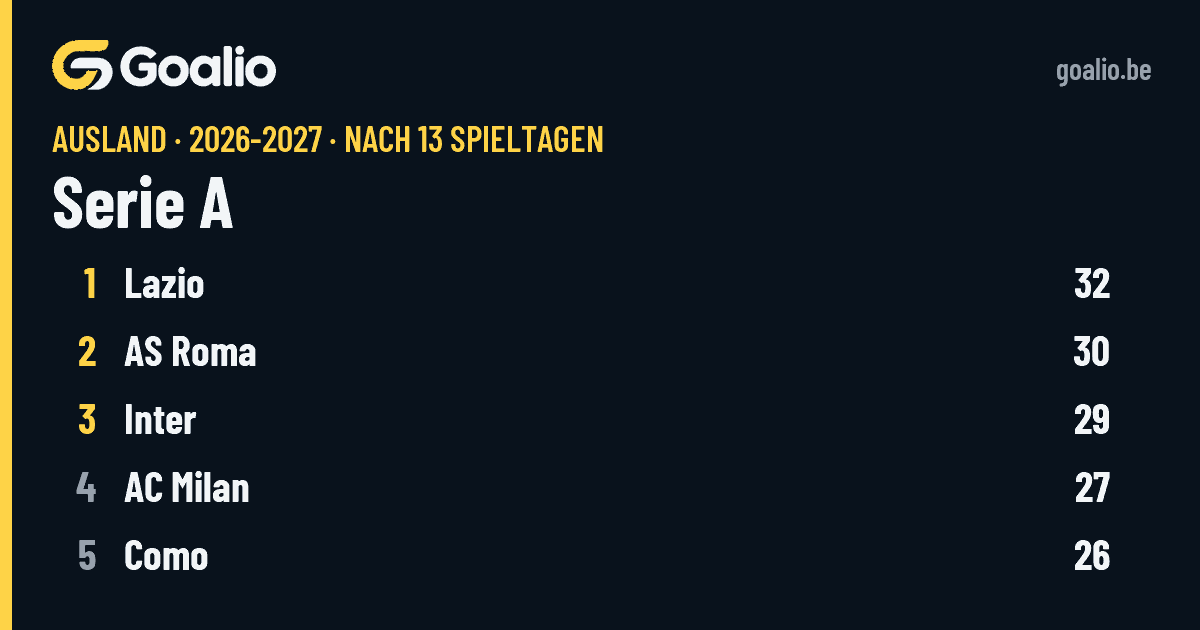 Goalio
goalio.be
AUSLAND · 2026-2027 · NACH 13 SPIELTAGEN
Serie A
1 Lazio 32
2 AS Roma 30
3 Inter 29
4 AC Milan 27
5 Como 26